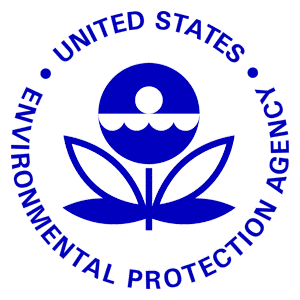 UNITED STATES
ENVIRONMENTAL PROTECTION AGENCY